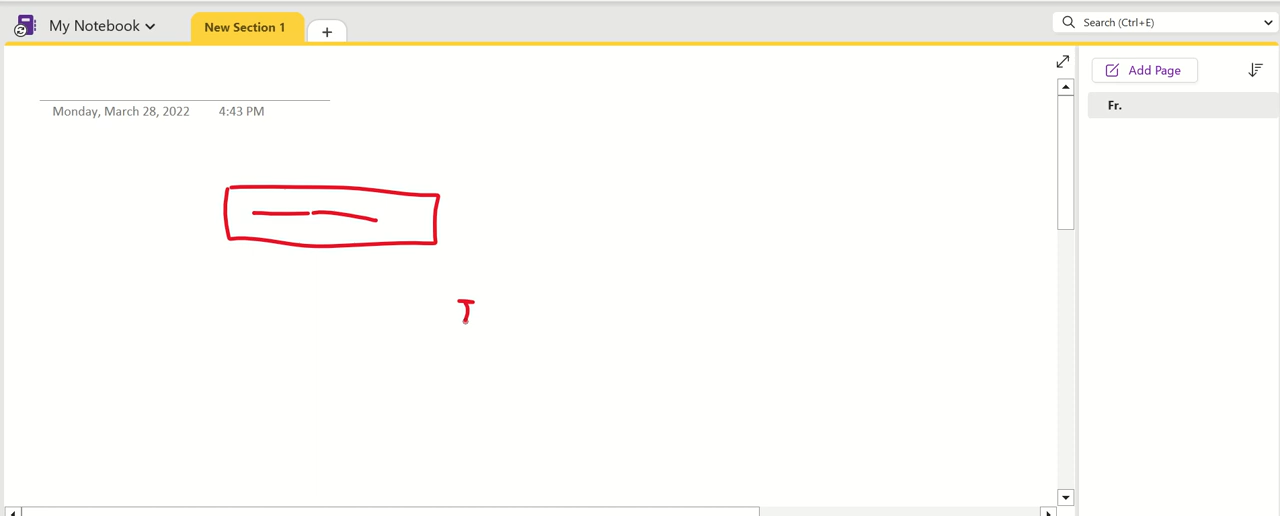 My Notebook New Section 1 + Search (Ctrl+E)
Add Page
Fr.
Monday, March 28, 2022 4:43 PM
T